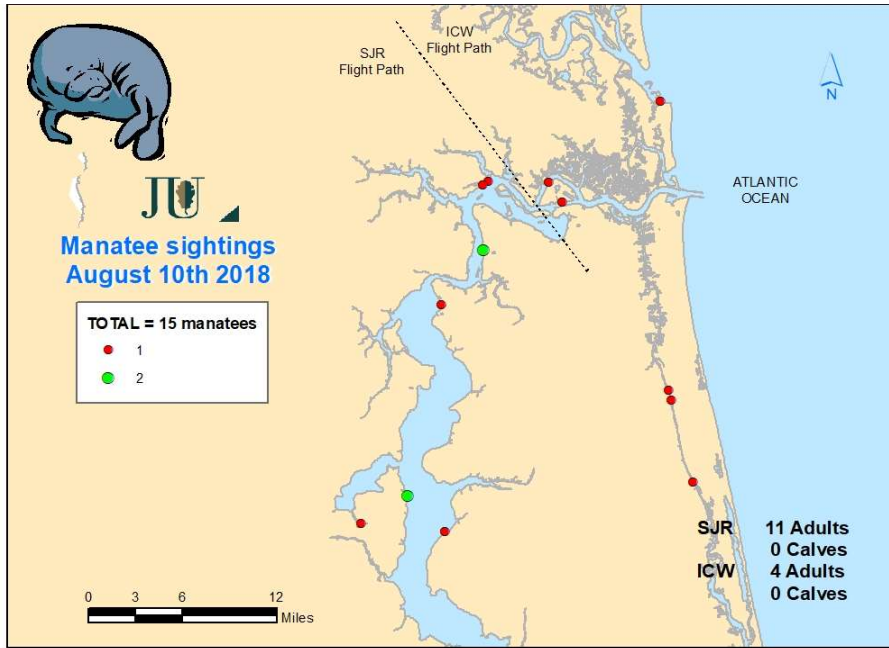 ICW
Flight Path
SJR
Flight Path
N
ATLANTIC
OCEAN
JU
Manatee sightings
August 10th 2018
TOTAL = 15 manatees
1
2
SJR 11 Adults
0 Calves
ICW 4 Adults
0 Calves
0 3 6 12
Miles